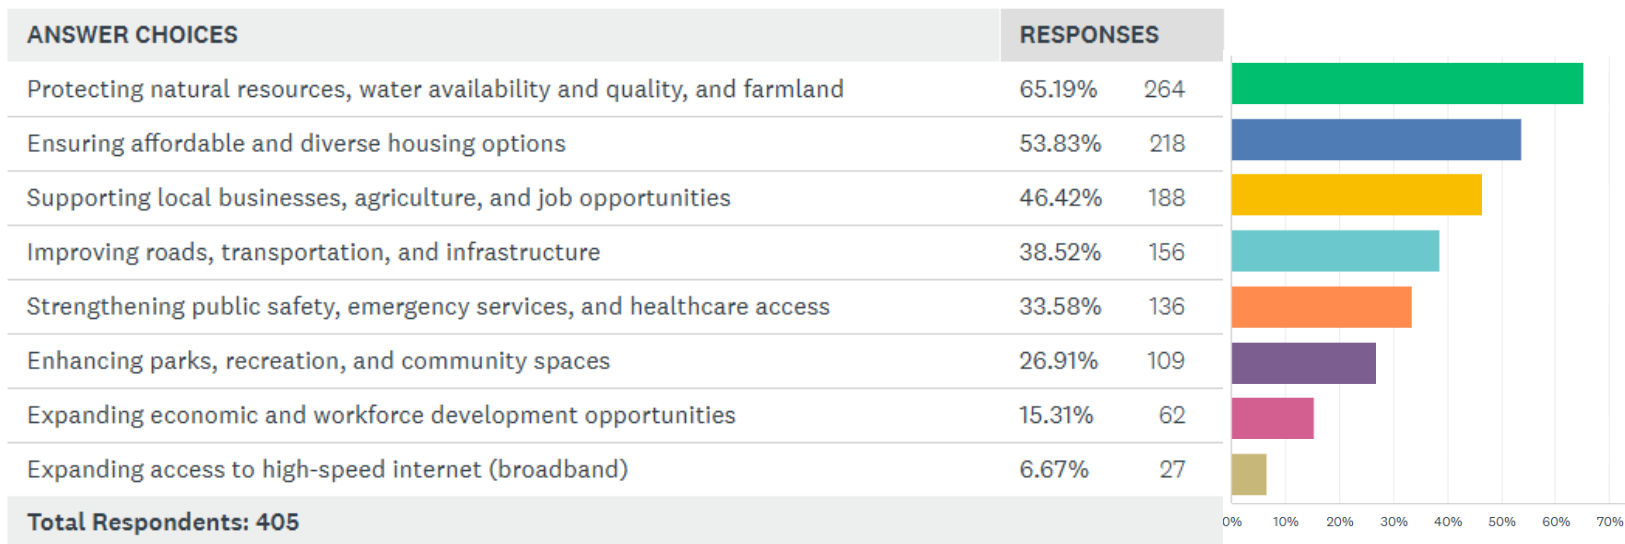 ANSWER CHOICES RESPONSES
Protecting natural resources, water availability and quality, and farmland 65.19% 264
Ensuring affordable and diverse housing options 53.83% 218
Supporting local businesses, agriculture, and job opportunities 46.42% 188
Improving roads, transportation, and infrastructure 38.52% 156
Strengthening public safety, emergency services, and healthcare access 33.58% 136
Enhancing parks, recreation, and community spaces 26.91% 109
Expanding economic and workforce development opportunities 15.31% 62
Expanding access to high-speed internet (broadband) 6.67% 27
Total Respondents: 405
0% 10% 20% 30% 40% 50% 60% 70%